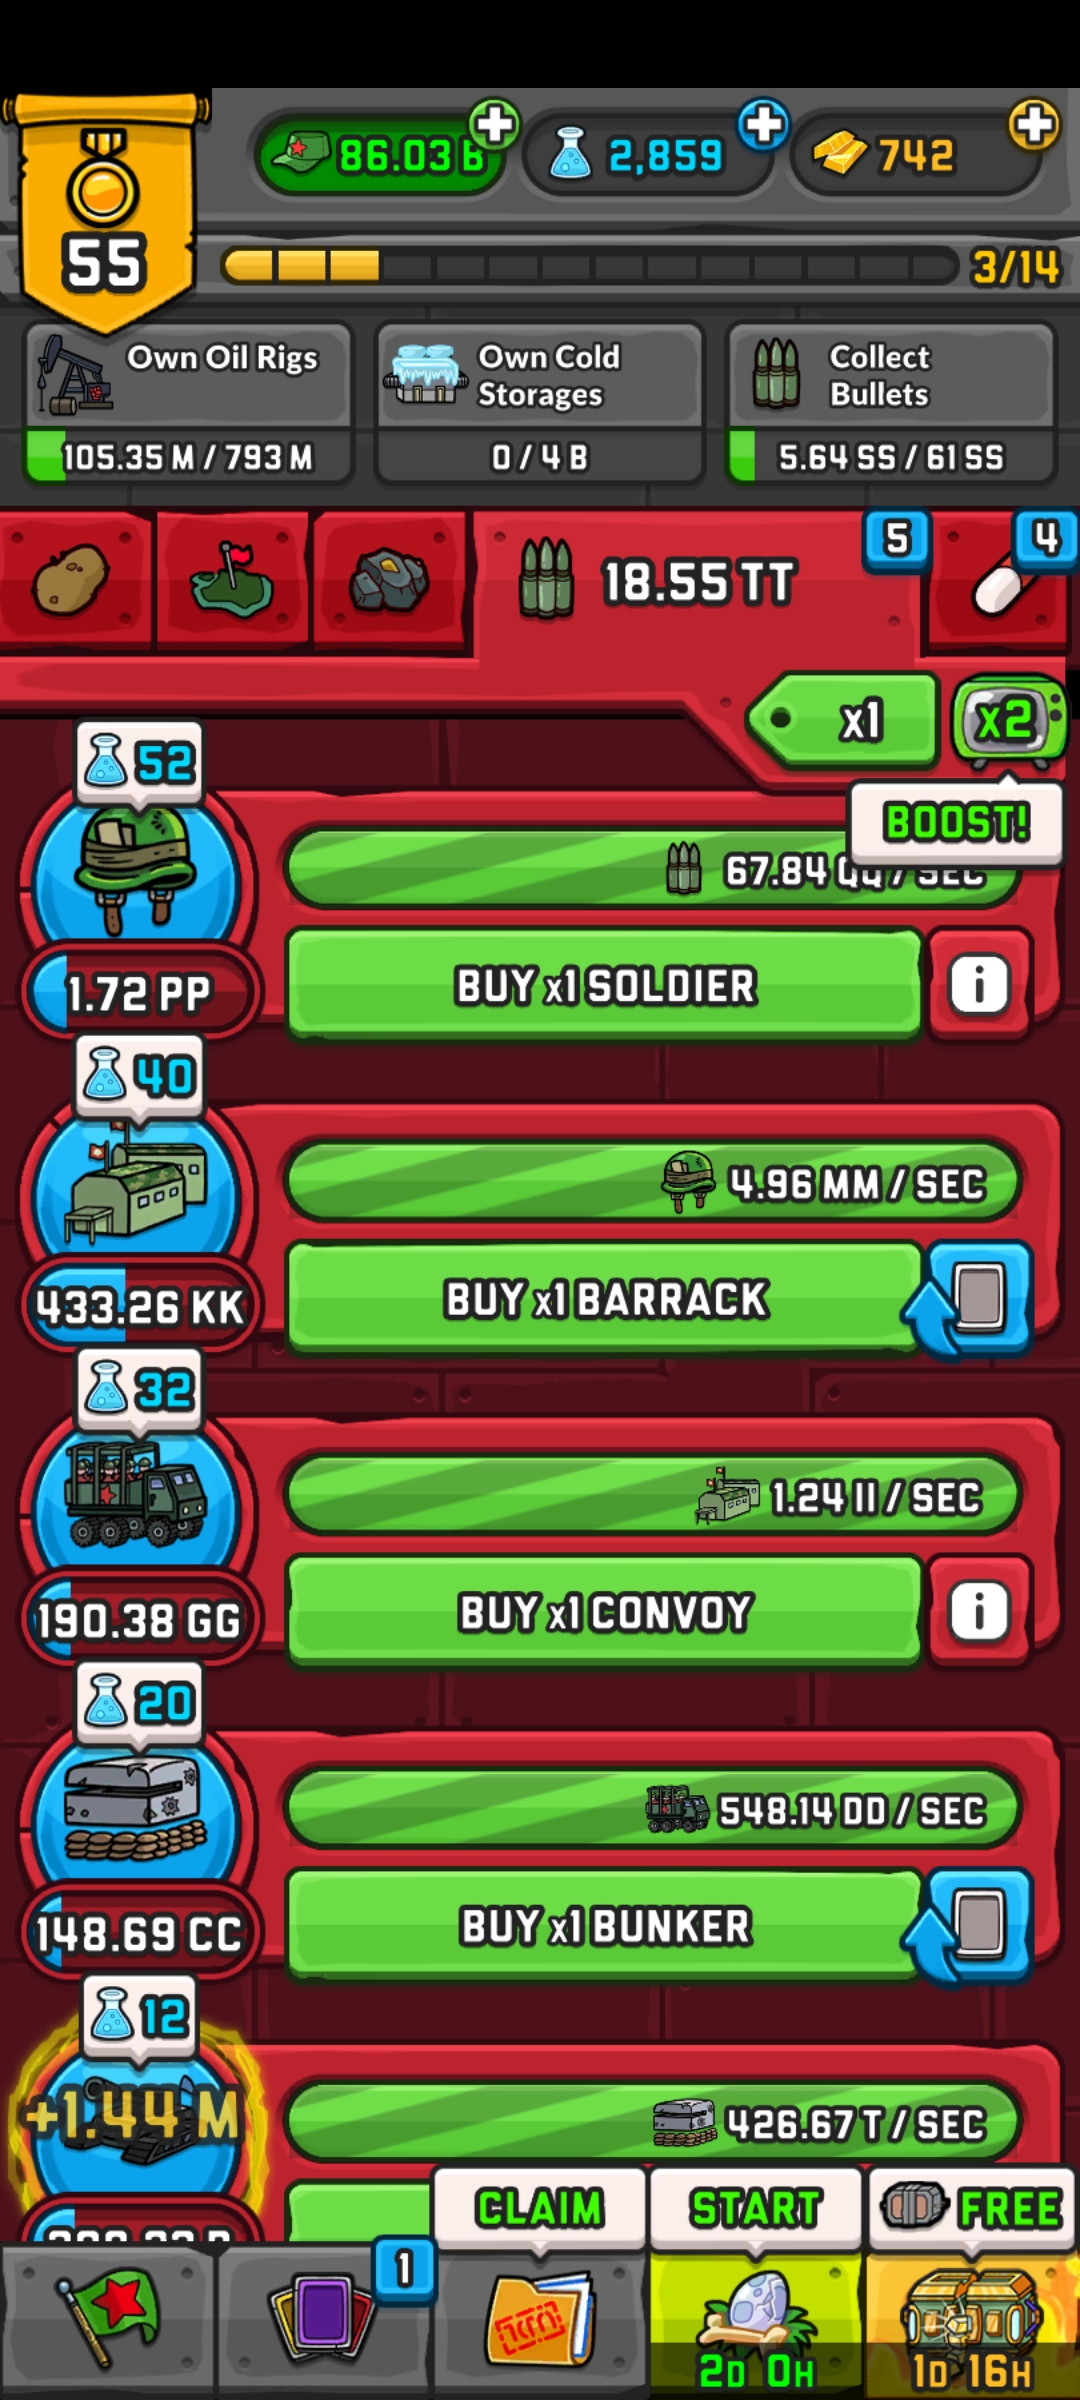 86.03 B
2,859
742
55
3/14
Own Oil Rigs
105.35 M / 793 M
Own Cold
Storages
0 / 4 B
Collect
Bullets
5.64 SS / 61 SS
18.55 TT
5
4
x1
x2
BOOST!
52
67.84 QQ / SEC
1.72 PP
BUY x1 SOLDIER
i
40
4.96 MM / SEC
433.26 KK
BUY x1 BARRACK
32
1.24 II / SEC
190.38 GG
BUY x1 CONVOY
i
20
548.14 DD / SEC
148.69 CC
BUY x1 BUNKER
12
+1.44 M
426.67 T / SEC
CLAIM
START
FREE
1
2D 0H
1D 16H